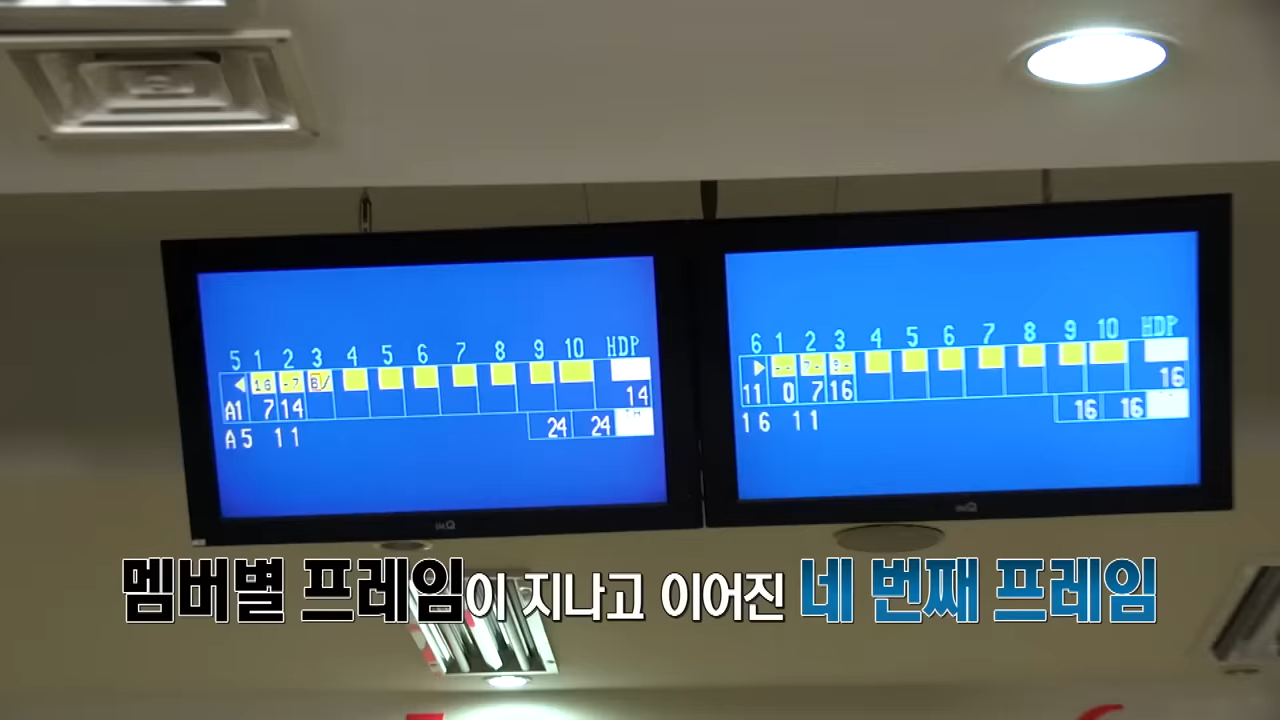 5 1 2 3 4 5 6 7 8 9 10 HDP
16 -7 6/
A1 7 14 14
24 24
A5 11
6 1 2 3 4 5 6 7 8 9 10 HDP
-- 7- 9-
11 0 7 16 16
16 16
16 11
멤버별 프레임이 지나고 이어진 네 번째 프레임